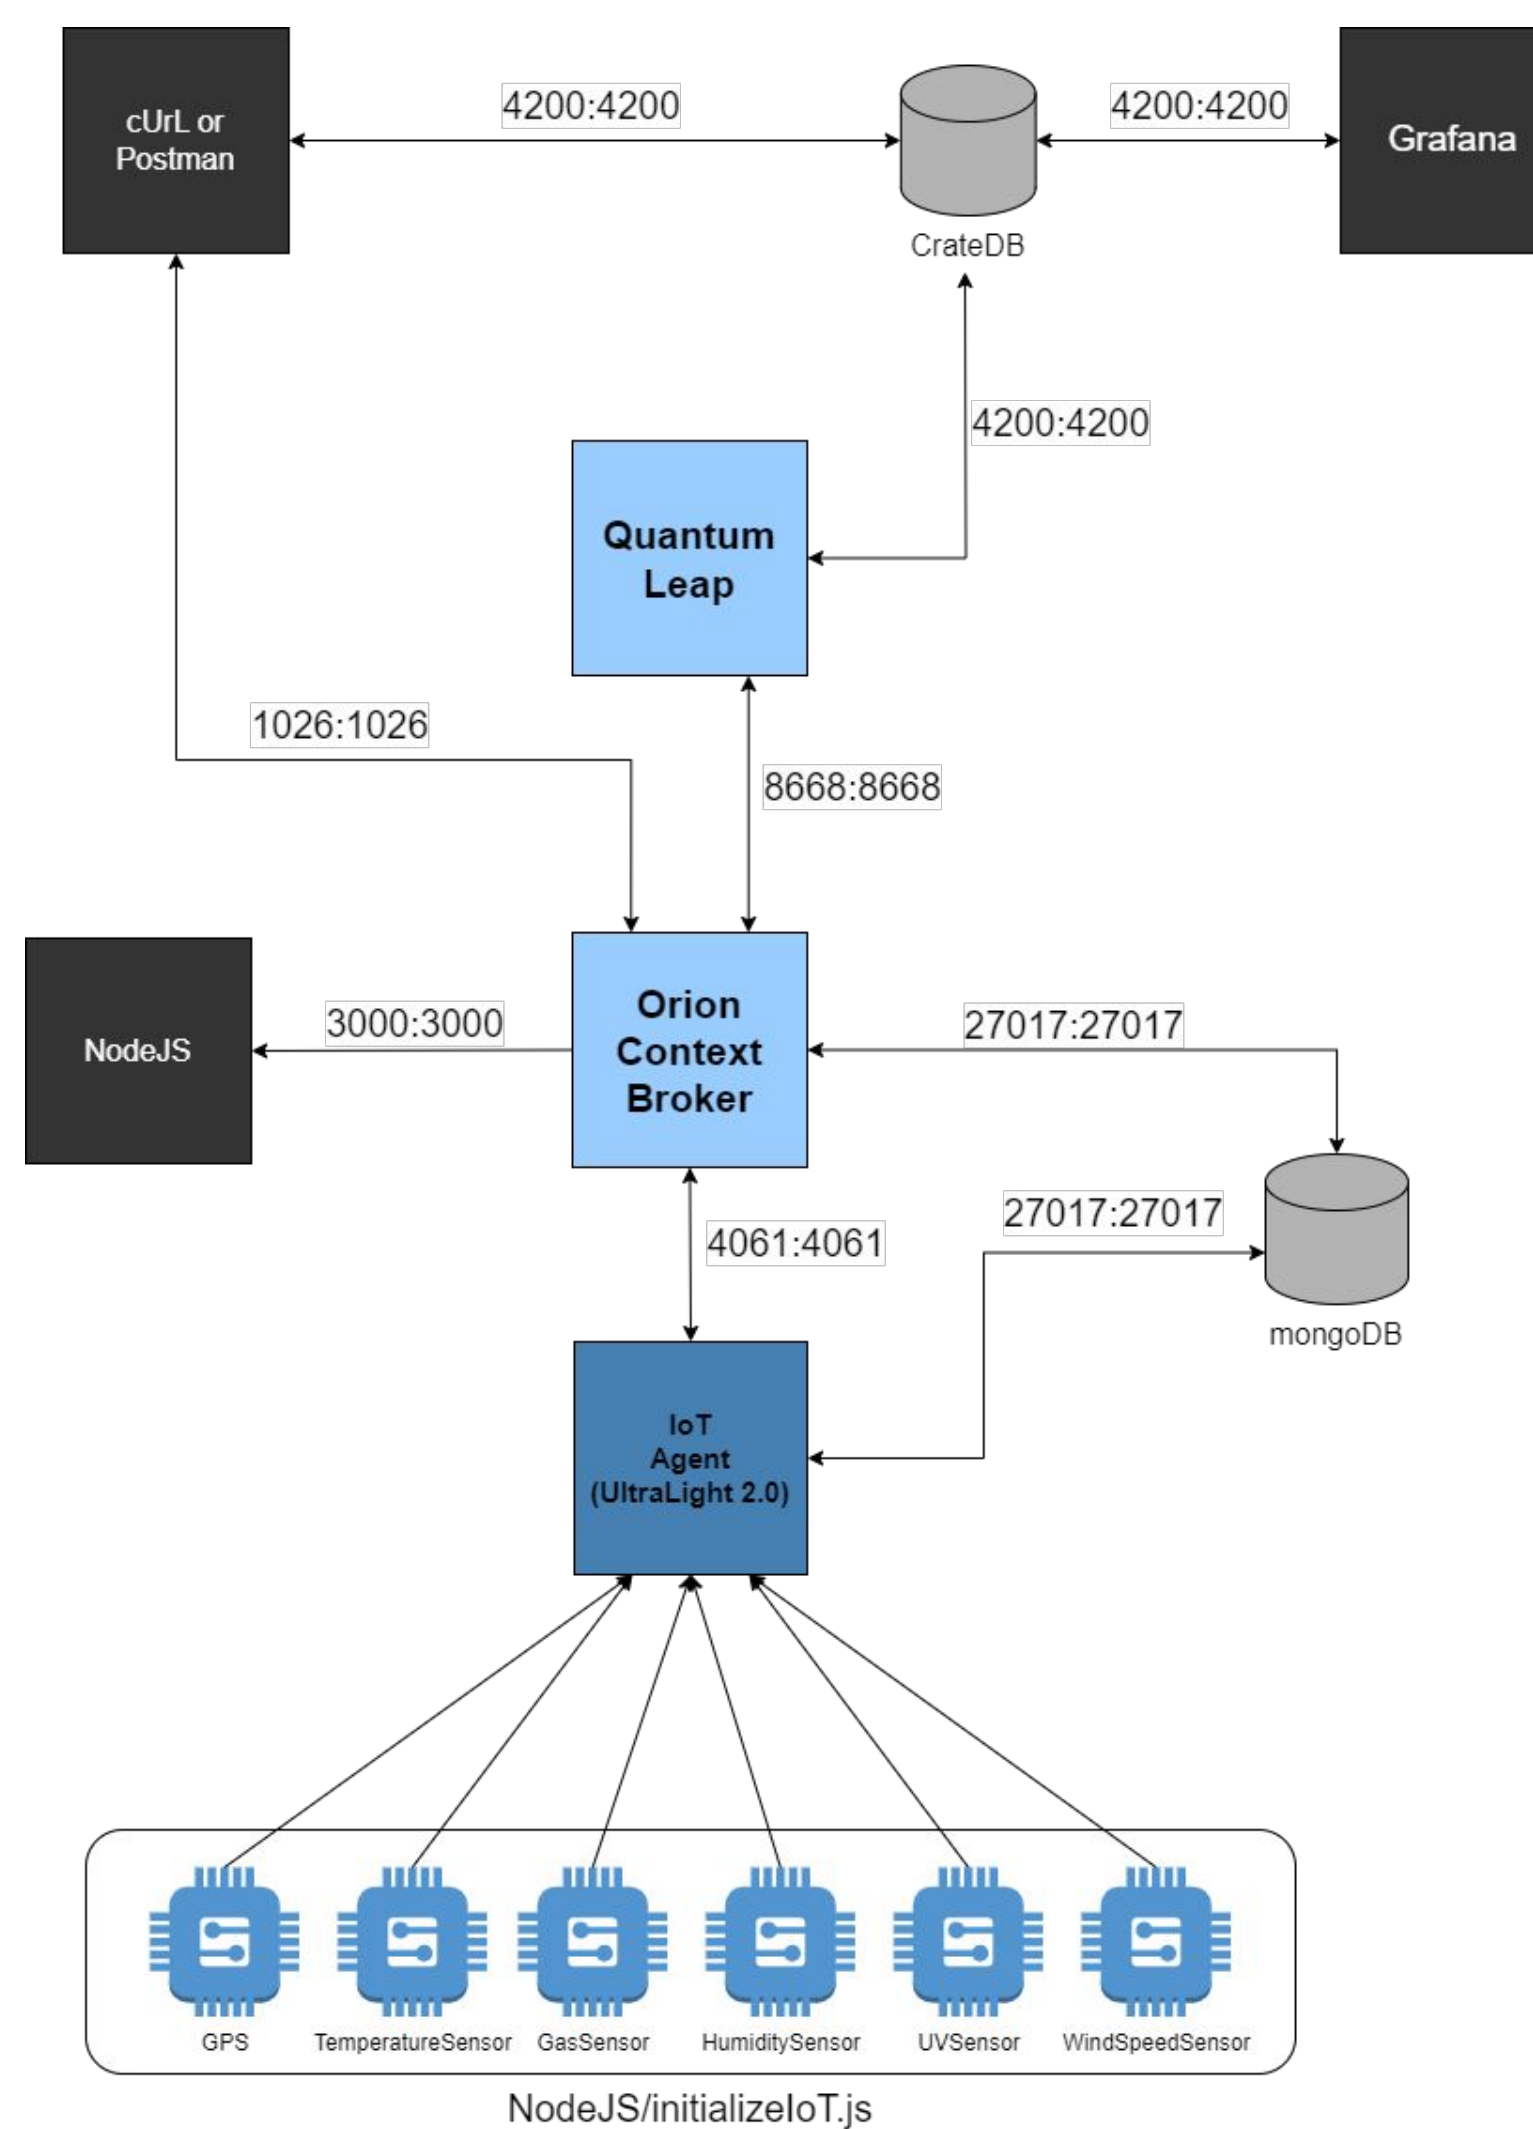 cUrL or
Postman
4200:4200
CrateDB
4200:4200
Grafana
4200:4200
Quantum
Leap
1026:1026
8668:8668
NodeJS
3000:3000
Orion
Context
Broker
27017:27017
27017:27017
mongoDB
4061:4061
IoT
Agent
(UltraLight 2.0)
GPS
TemperatureSensor
GasSensor
HumiditySensor
UVSensor
WindSpeedSensor
NodeJS/initializeIoT.js